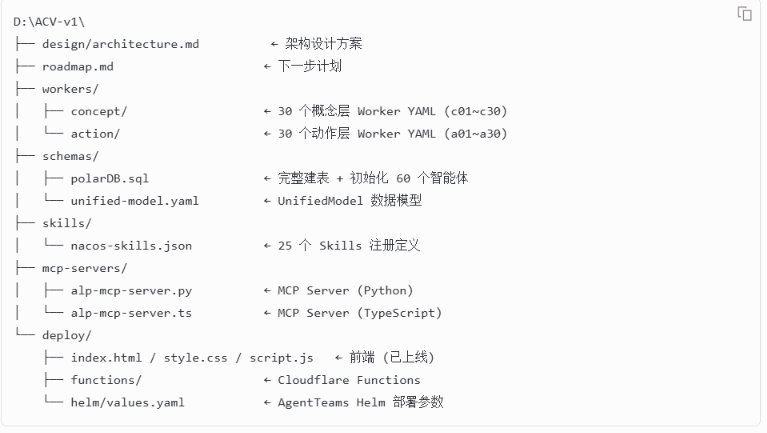 D:\ACV-v1\
├── design/architecture.md          ← 架构设计方案
├── roadmap.md                     ← 下一步计划
├── workers/
│   ├── concept/                   ← 30 个概念层 Worker YAML (c01~c30)
│   └── action/                    ← 30 个动作层 Worker YAML (a01~a30)
├── schemas/
│   ├── polarDB.sql                ← 完整建表 + 初始化 60 个智能体
│   └── unified-model.yaml         ← UnifiedModel 数据模型
├── skills/
│   └── nacos-skills.json          ← 25 个 Skills 注册定义
├── mcp-servers/
│   ├── alp-mcp-server.py          ← MCP Server (Python)
│   └── alp-mcp-server.ts          ← MCP Server (TypeScript)
└── deploy/
    ├── index.html / style.css / script.js   ← 前端 (已上线)
    ├── functions/                 ← Cloudflare Functions
    └── helm/values.yaml           ← AgentTeams Helm 部署参数